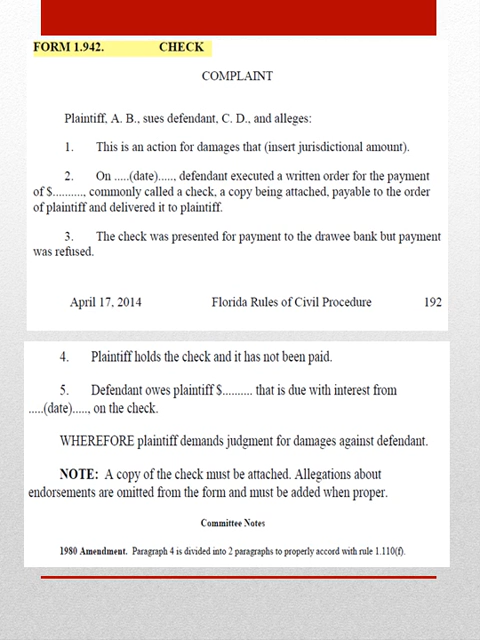 FORM 1.942. CHECK
COMPLAINT
Plaintiff, A. B., sues defendant, C. D., and alleges:
1. This is an action for damages that (insert jurisdictional amount).
2. On .....(date)....., defendant executed a written order for the payment
of $.........., commonly called a check, a copy being attached, payable to the order
of plaintiff and delivered it to plaintiff.
3. The check was presented for payment to the drawee bank but payment
was refused.
April 17, 2014 Florida Rules of Civil Procedure 192
4. Plaintiff holds the check and it has not been paid.
5. Defendant owes plaintiff $.......... that is due with interest from
.....(date)....., on the check.
WHEREFORE plaintiff demands judgment for damages against defendant.
NOTE: A copy of the check must be attached. Allegations about
endorsements are omitted from the form and must be added when proper.
Committee Notes
1980 Amendment. Paragraph 4 is divided into 2 paragraphs to properly accord with rule 1.110(f).